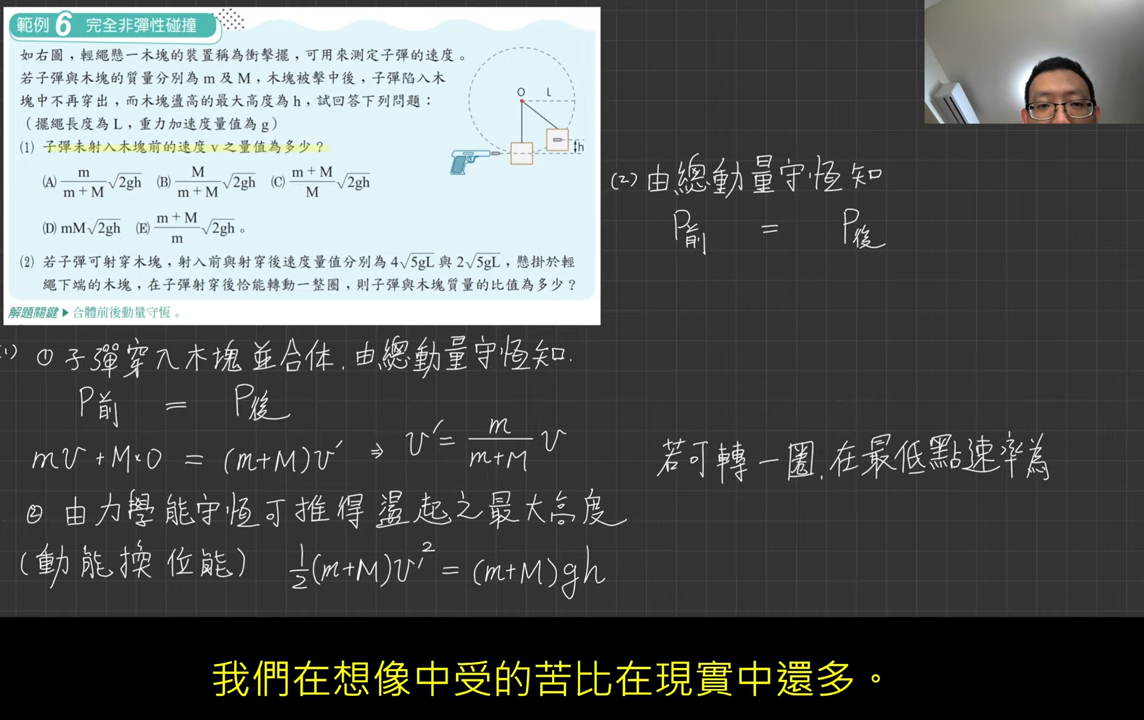 範例 6 完全非彈性碰撞
如右圖，輕繩懸一木塊的裝置稱為衝擊擺，可用來測定子彈的速度。
若子彈與木塊的質量分別為 m 及 M，木塊被擊中後，子彈陷入木
塊中不再穿出，而木塊盪高的最大高度為 h，試回答下列問題：
（擺繩長度為 L，重力加速度量值為 g）
(1) 子彈未射入木塊前的速度 v 之量值為多少？
(A) m/(m+M) √2gh (B) M/(m+M) √2gh (C) (m+M)/M √2gh
(D) mM√2gh (E) (m+M)/m √2gh。
(2) 若子彈可射穿木塊，射入前與射穿後速度量值分別為 4√5gL 與 2√5gL，懸掛於輕
繩下端的木塊，在子彈射穿後恰能轉動一整圈，則子彈與木塊質量的比值為多少？
解題關鍵▶合體前後動量守恆。
O L
h
(1) ① 子彈穿入木塊並合体，由總動量守恆知.
P前 = P後
mv + M×0 = (m+M)v′ ⇒ v′ = m/(m+M) v
② 由力學能守恆可推得盪起之最大高度
(動能換位能) ½(m+M)v′² = (m+M)gh
(2) 由總動量守恆知
P前 = P後
若可轉一圈，在最低點速率為
我們在想像中受的苦比在現實中還多。